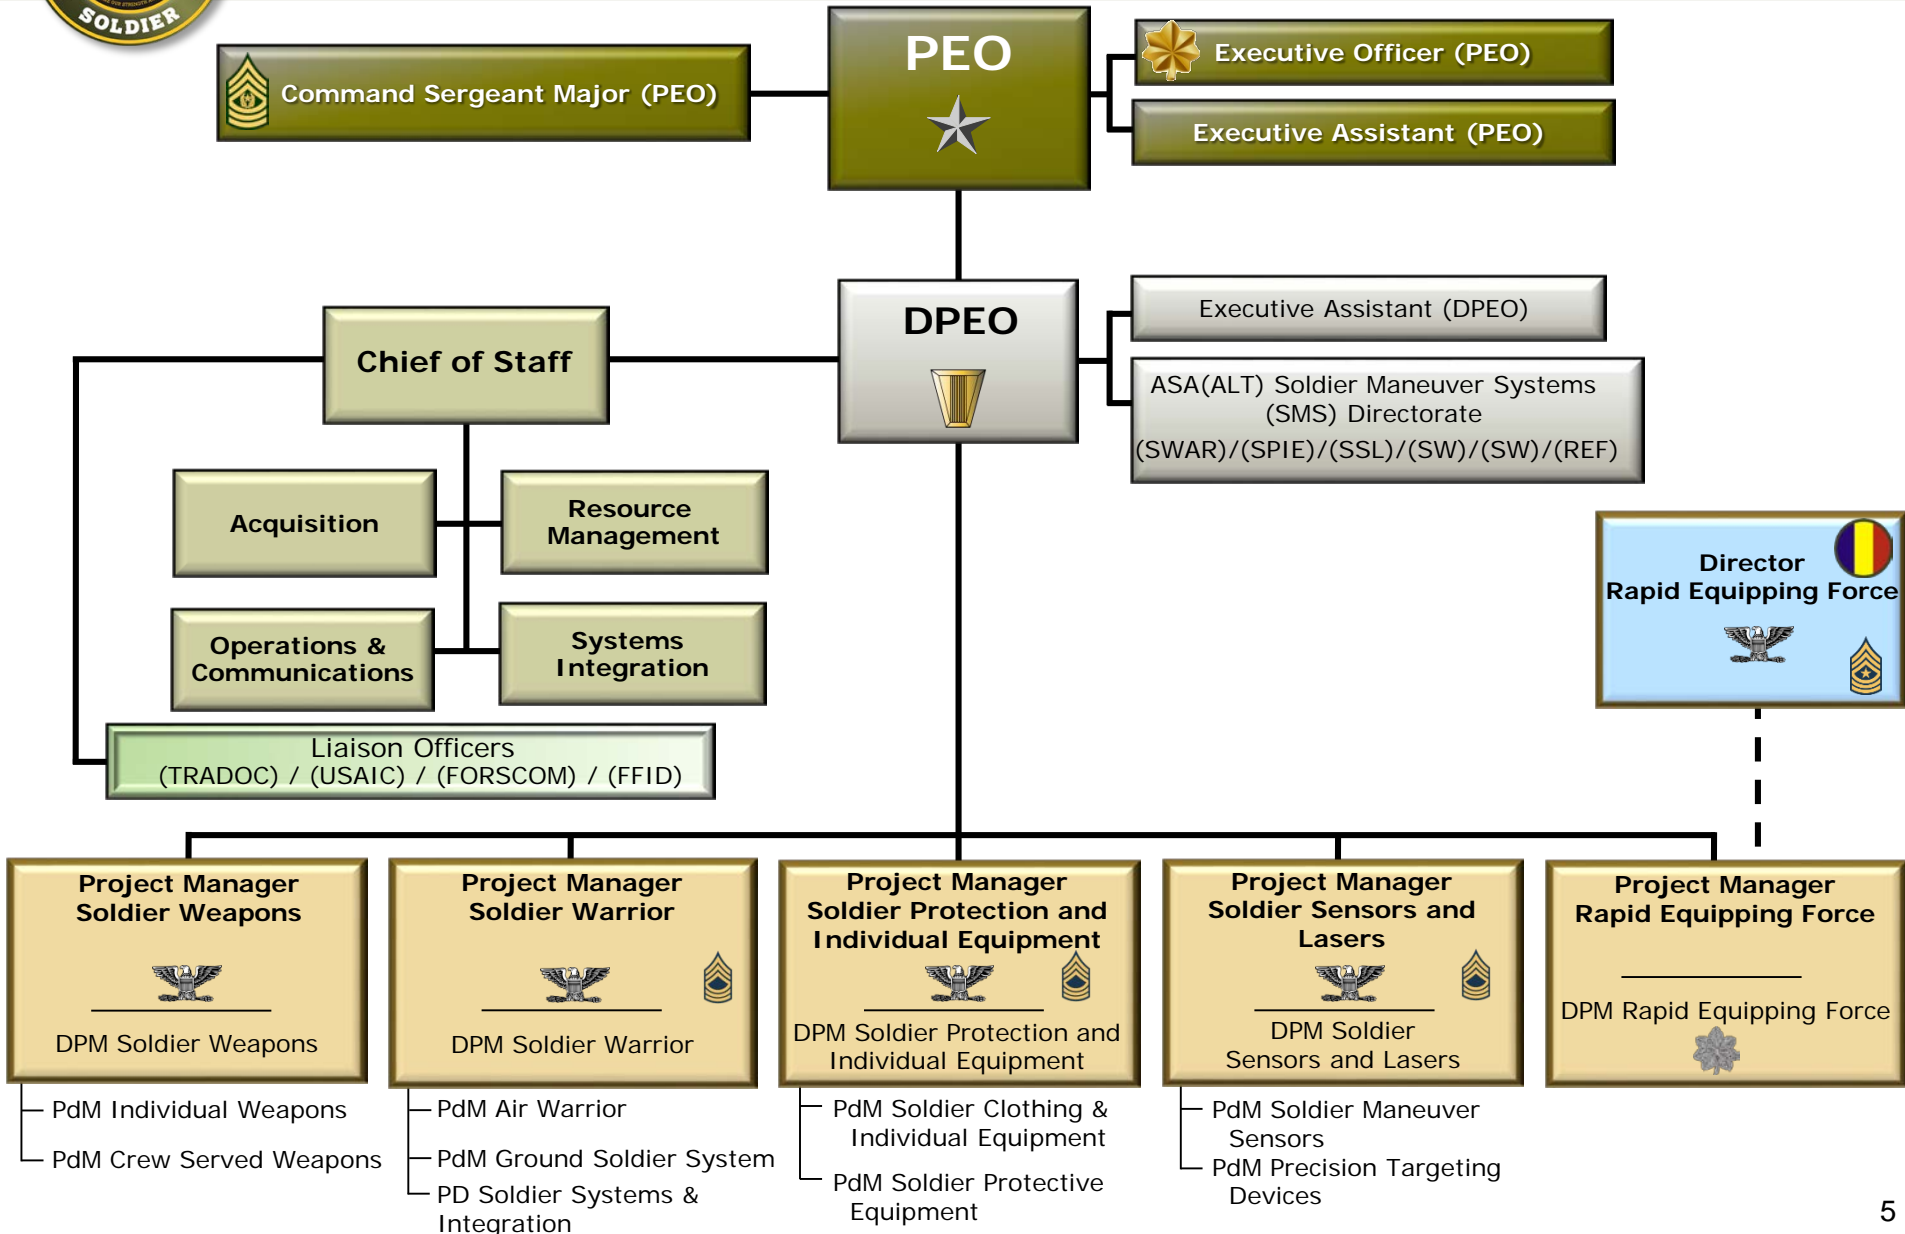 SOLDIER
PEO
Command Sergeant Major (PEO)
Executive Officer (PEO)
Executive Assistant (PEO)
DPEO
Executive Assistant (DPEO)
ASA(ALT) Soldier Maneuver Systems
(SMS) Directorate
(SWAR)/(SPIE)/(SSL)/(SW)/(SW)/(REF)
Chief of Staff
Acquisition
Resource
Management
Operations &
Communications
Systems
Integration
Liaison Officers
(TRADOC) / (USAIC) / (FORSCOM) / (FFID)
Director
Rapid Equipping Force
Project Manager
Soldier Weapons
DPM Soldier Weapons
PdM Individual Weapons
PdM Crew Served Weapons
Project Manager
Soldier Warrior
DPM Soldier Warrior
PdM Air Warrior
PdM Ground Soldier System
PD Soldier Systems &
Integration
Project Manager
Soldier Protection and
Individual Equipment
DPM Soldier Protection and
Individual Equipment
PdM Soldier Clothing &
Individual Equipment
PdM Soldier Protective
Equipment
Project Manager
Soldier Sensors and
Lasers
DPM Soldier
Sensors and Lasers
PdM Soldier Maneuver
Sensors
PdM Precision Targeting
Devices
Project Manager
Rapid Equipping Force
DPM Rapid Equipping Force
5